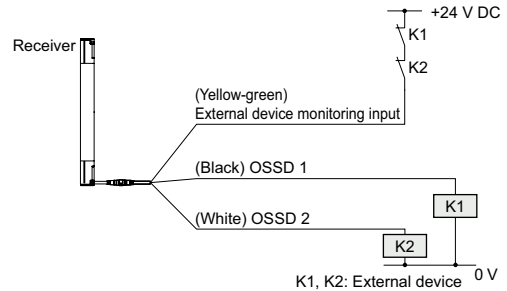 +24 V DC
K1
Receiver
K2
(Yellow-green)
External device monitoring input
(Black) OSSD 1
K1
(White) OSSD 2
K2
0 V
K1, K2: External device